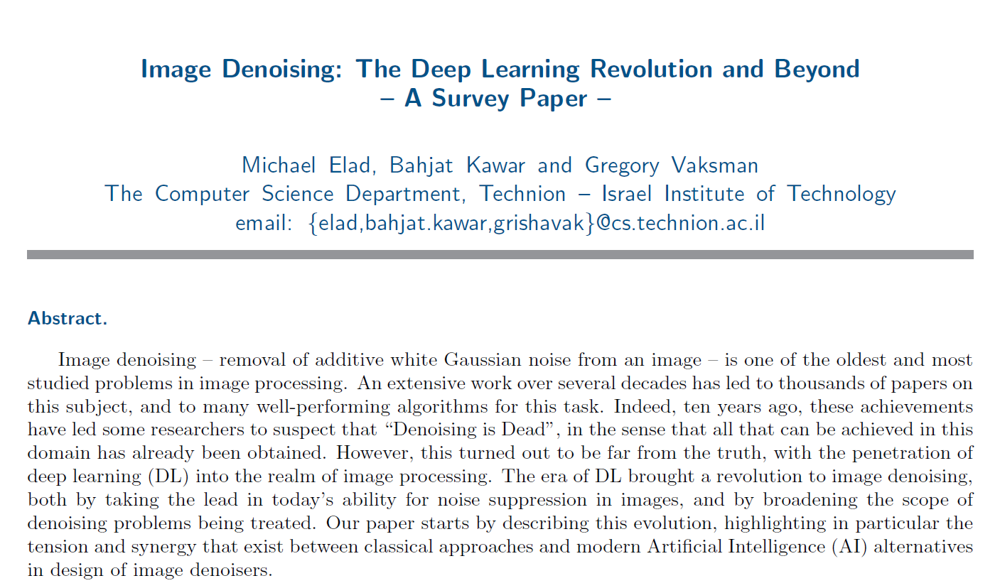 Image Denoising: The Deep Learning Revolution and Beyond
– A Survey Paper –
Michael Elad, Bahjat Kawar and Gregory Vaksman
The Computer Science Department, Technion – Israel Institute of Technology
email: {elad,bahjat.kawar,grishavak}@cs.technion.ac.il
Abstract.
Image denoising – removal of additive white Gaussian noise from an image – is one of the oldest and most
studied problems in image processing. An extensive work over several decades has led to thousands of papers on
this subject, and to many well-performing algorithms for this task. Indeed, ten years ago, these achievements
have led some researchers to suspect that “Denoising is Dead”, in the sense that all that can be achieved in this
domain has already been obtained. However, this turned out to be far from the truth, with the penetration of
deep learning (DL) into the realm of image processing. The era of DL brought a revolution to image denoising,
both by taking the lead in today’s ability for noise suppression in images, and by broadening the scope of
denoising problems being treated. Our paper starts by describing this evolution, highlighting in particular the
tension and synergy that exist between classical approaches and modern Artificial Intelligence (AI) alternatives
in design of image denoisers.